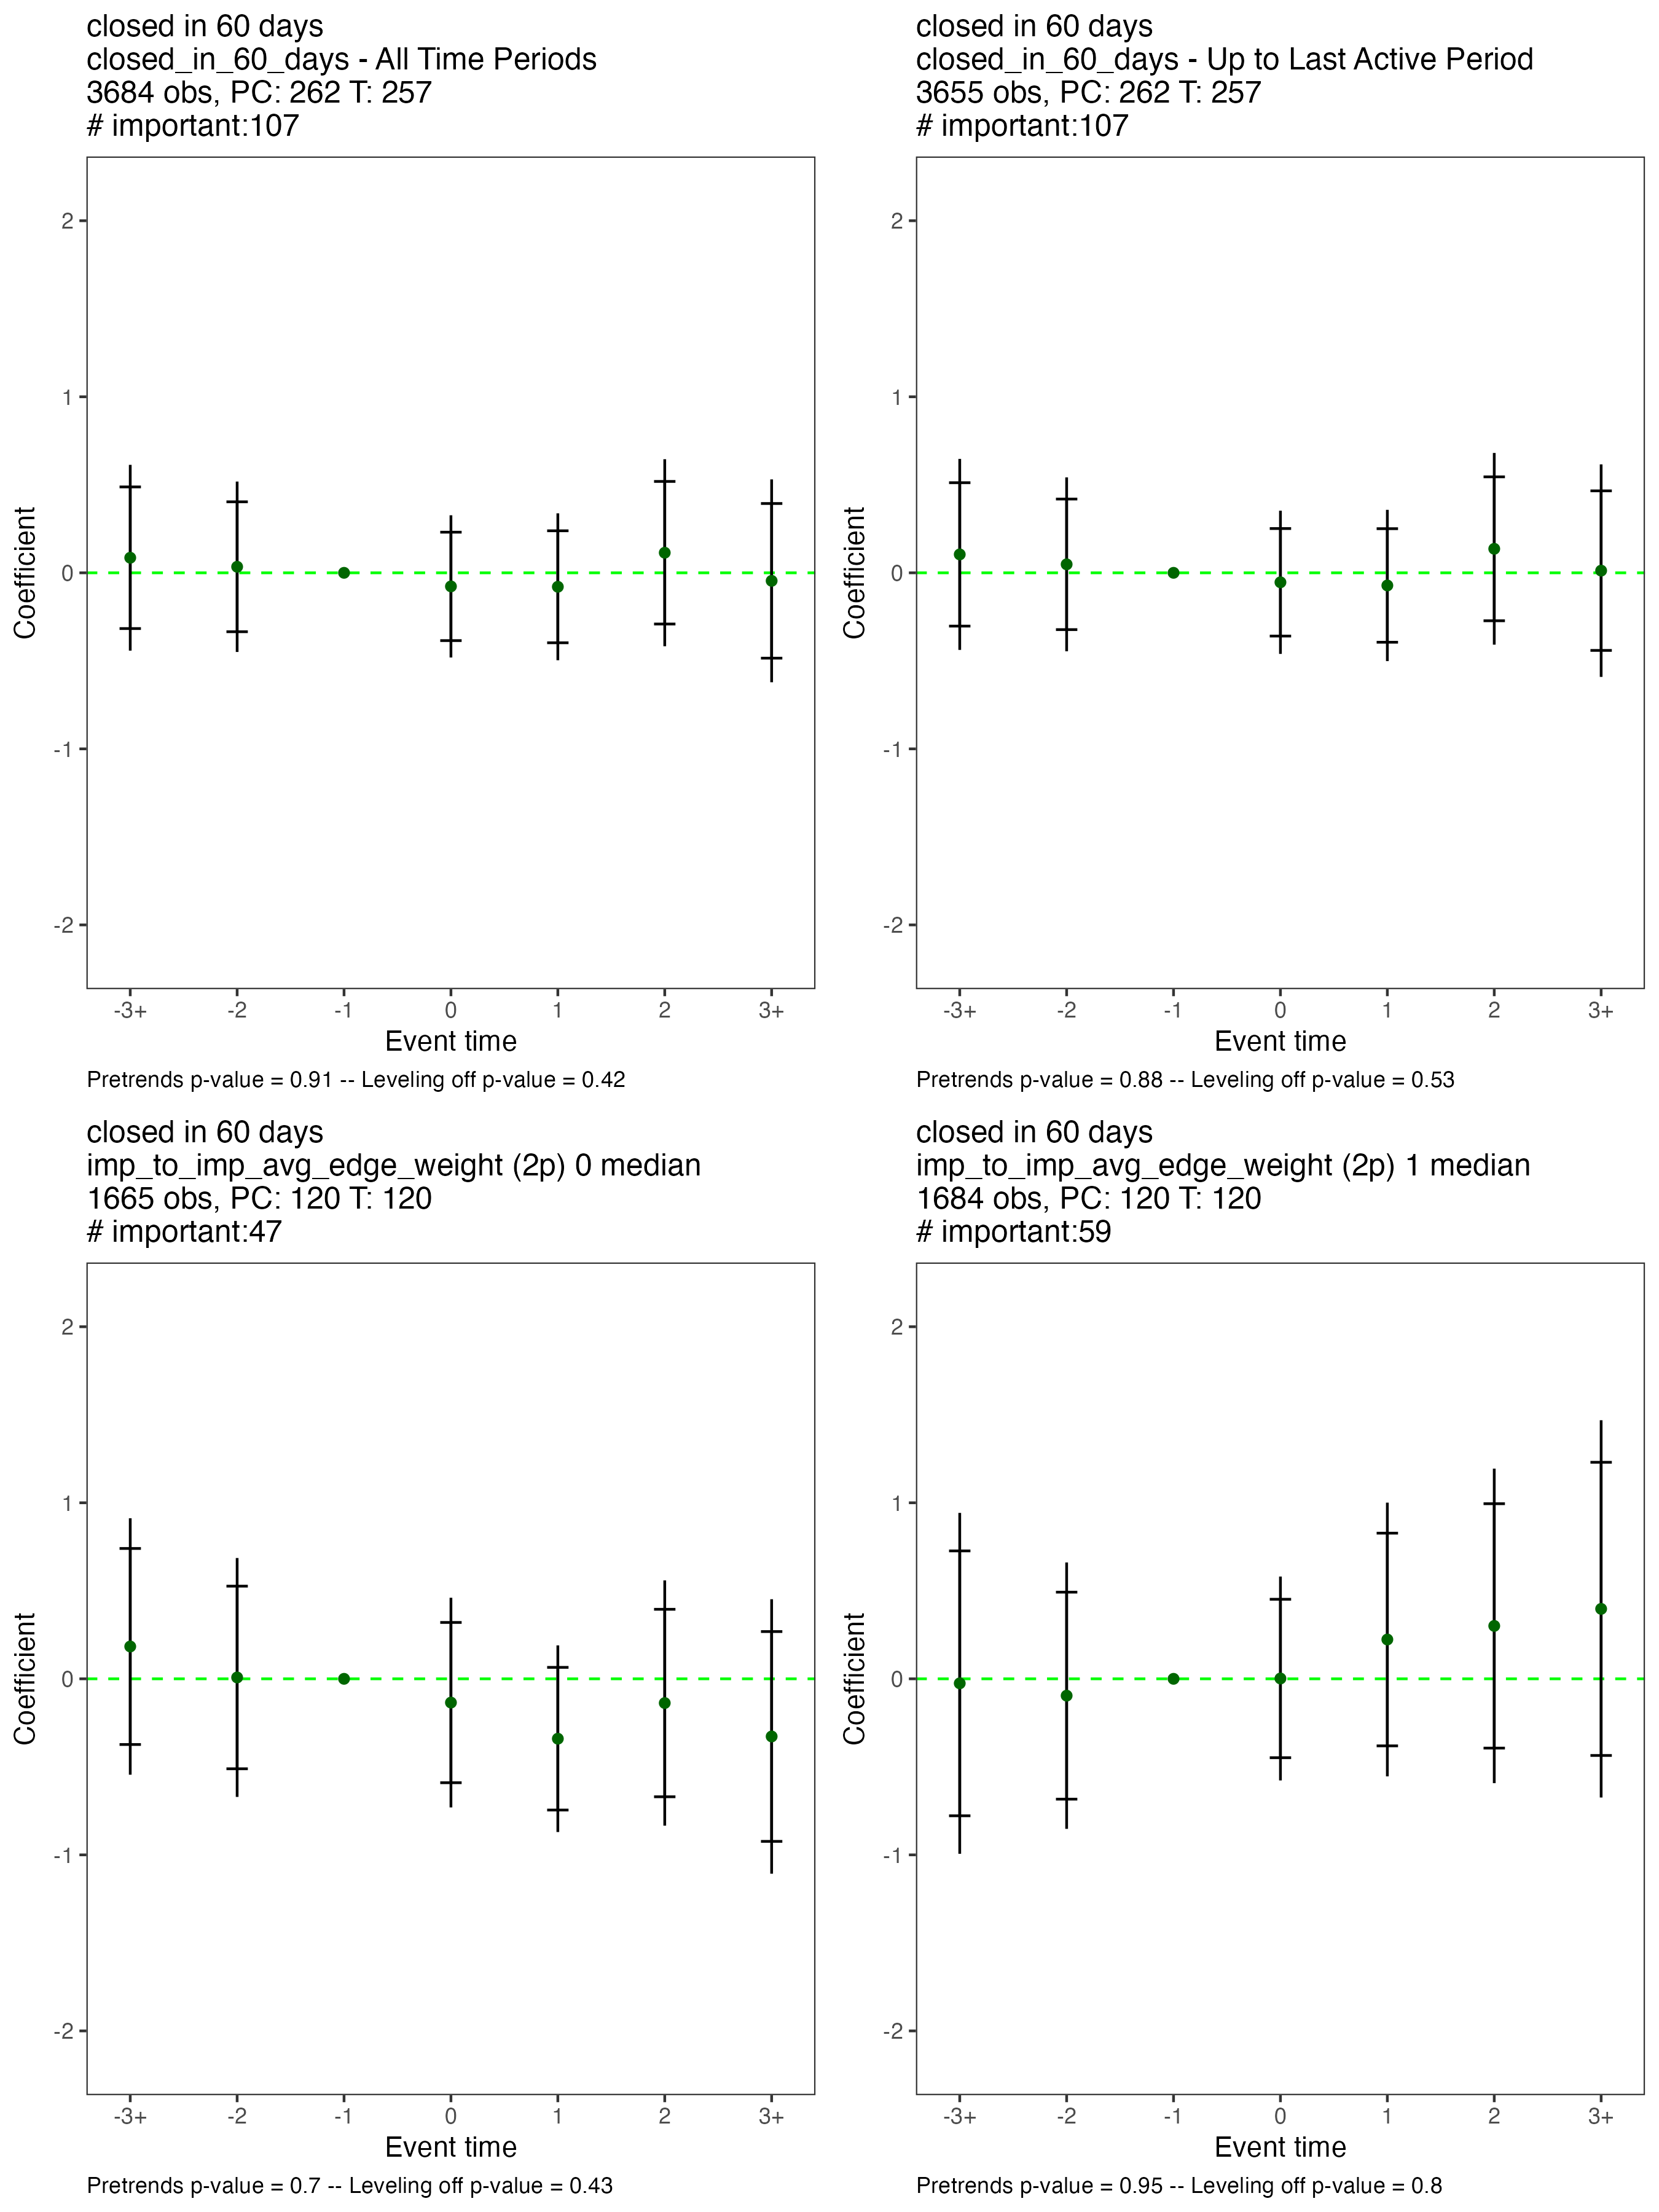 closed in 60 days
closed_in_60_days - All Time Periods
3684 obs, PC: 262 T: 257
# important:107
2
1
0
-1
-2
Coefficient
-3+ -2 -1 0 1 2 3+
Event time
Pretrends p-value = 0.91 -- Leveling off p-value = 0.42
closed in 60 days
closed_in_60_days - Up to Last Active Period
3655 obs, PC: 262 T: 257
# important:107
2
1
0
-1
-2
Coefficient
-3+ -2 -1 0 1 2 3+
Event time
Pretrends p-value = 0.88 -- Leveling off p-value = 0.53
closed in 60 days
imp_to_imp_avg_edge_weight (2p) 0 median
1665 obs, PC: 120 T: 120
# important:47
2
1
0
-1
-2
Coefficient
-3+ -2 -1 0 1 2 3+
Event time
Pretrends p-value = 0.7 -- Leveling off p-value = 0.43
closed in 60 days
imp_to_imp_avg_edge_weight (2p) 1 median
1684 obs, PC: 120 T: 120
# important:59
2
1
0
-1
-2
Coefficient
-3+ -2 -1 0 1 2 3+
Event time
Pretrends p-value = 0.95 -- Leveling off p-value = 0.8